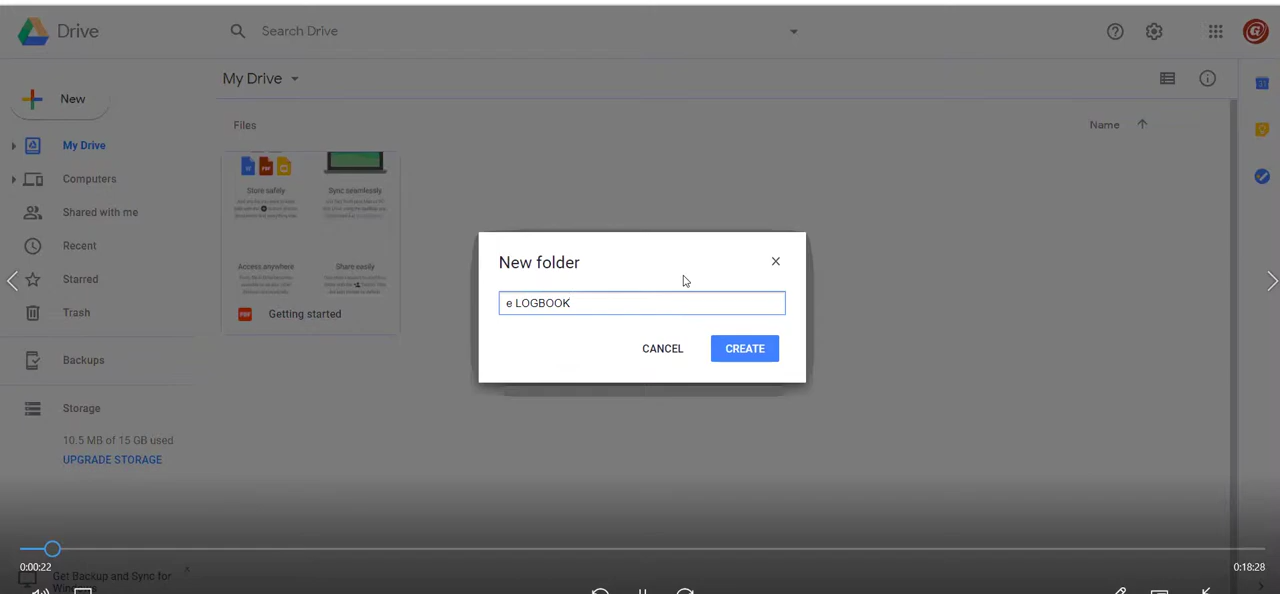 Drive
Search Drive
My Drive
New
Files
Name
My Drive
Computers
Shared with me
Recent
Starred
Trash
Backups
Storage
10.5 MB of 15 GB used
UPGRADE STORAGE
Store safely
Sync seamlessly
Access anywhere
Share easily
PDF
Getting started
New folder
e LOGBOOK
CANCEL
CREATE
0:00:22
0:18:28
Get Backup and Sync for
Windows